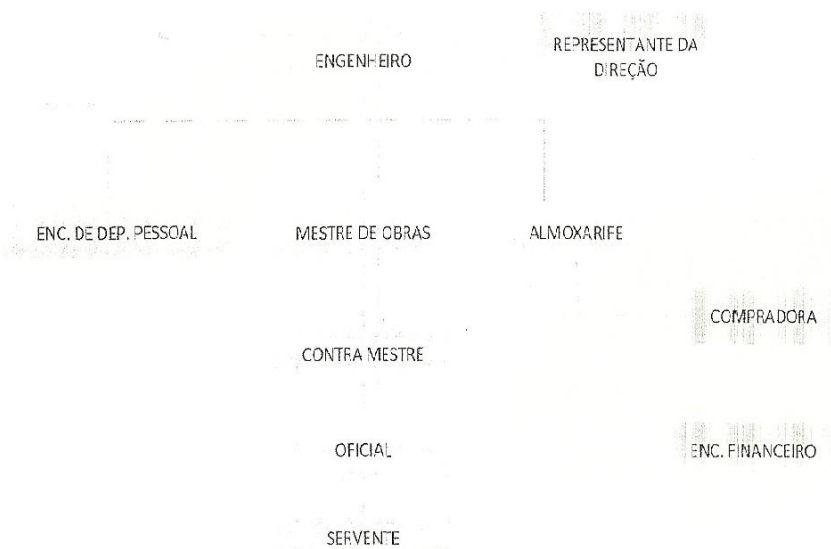 ENGENHEIRO
REPRESENTANTE DA
DIREÇÃO
ENC. DE DEP. PESSOAL
MESTRE DE OBRAS
ALMOXARIFE
COMPRADORA
CONTRA MESTRE
OFICIAL
ENC. FINANCEIRO
SERVENTE